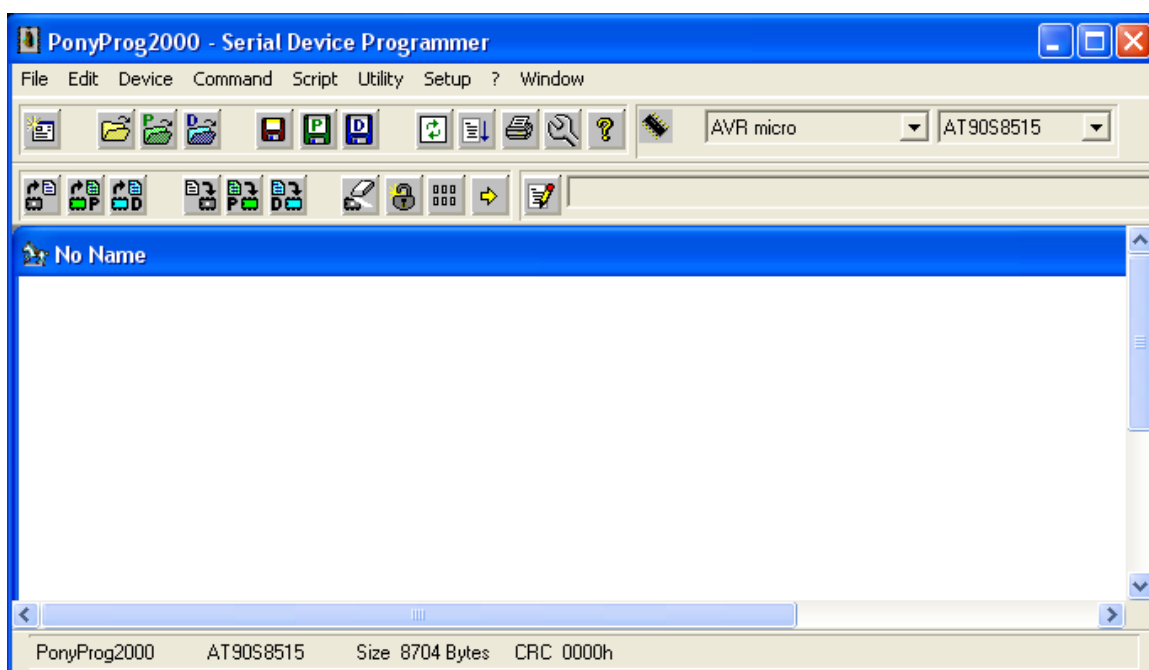 PonyProg2000 - Serial Device Programmer
File Edit Device Command Script Utility Setup ? Window
P D P D ? AVR micro AT90S8515
P D P D
No Name
PonyProg2000 AT90S8515 Size 8704 Bytes CRC 0000h